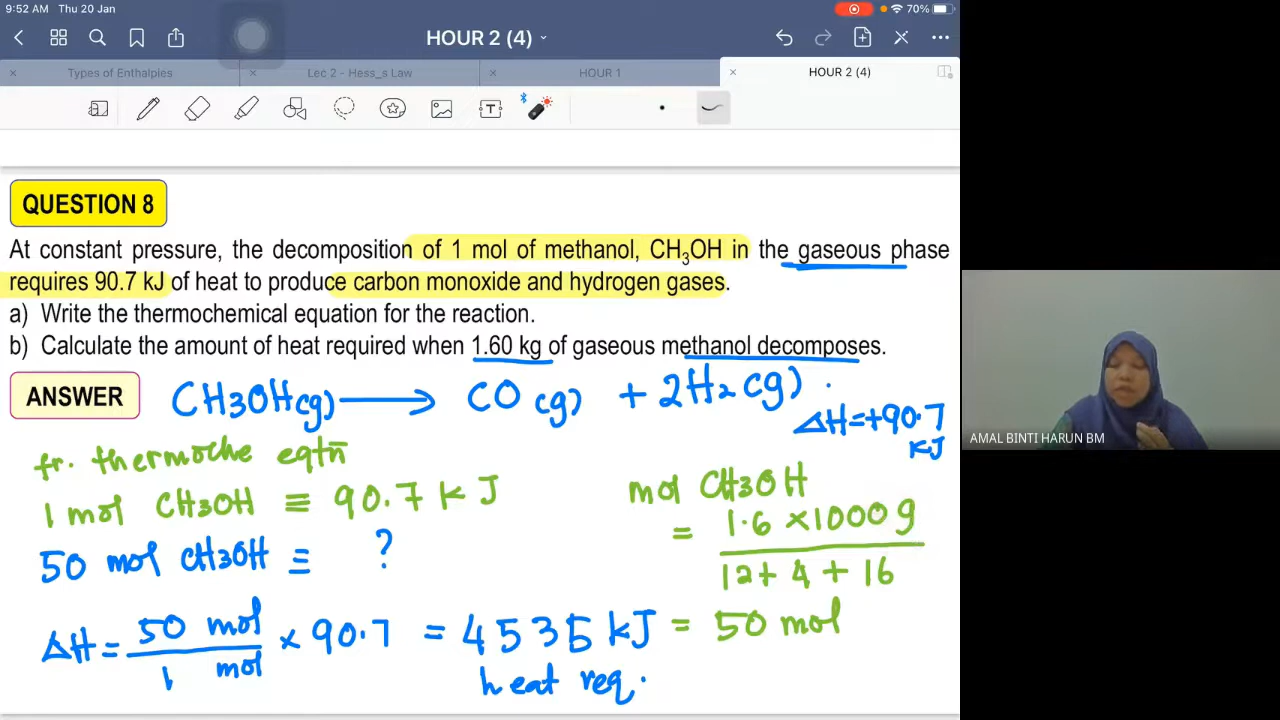 9:52 AM Thu 20 Jan
70%
HOUR 2 (4)
Types of Enthalpies
Lec 2 - Hess_s Law
HOUR 1
HOUR 2 (4)
QUESTION 8
At constant pressure, the decomposition of 1 mol of methanol, CH₃OH in the gaseous phase
requires 90.7 kJ of heat to produce carbon monoxide and hydrogen gases.
a) Write the thermochemical equation for the reaction.
b) Calculate the amount of heat required when 1.60 kg of gaseous methanol decomposes.
ANSWER
CH3OH(g) → CO(g) + 2H2(g)
ΔH=+90.7
kJ
fr. thermoche eqtn
1 mol CH3OH ≡ 90.7 kJ
50 mol CH3OH ≡ ?
ΔH = 50 mol
1 mol
× 90.7 = 4535 kJ
heat req.
mol CH3OH
= 1.6 × 1000 g
12 + 4 + 16
= 50 mol
AMAL BINTI HARUN BM